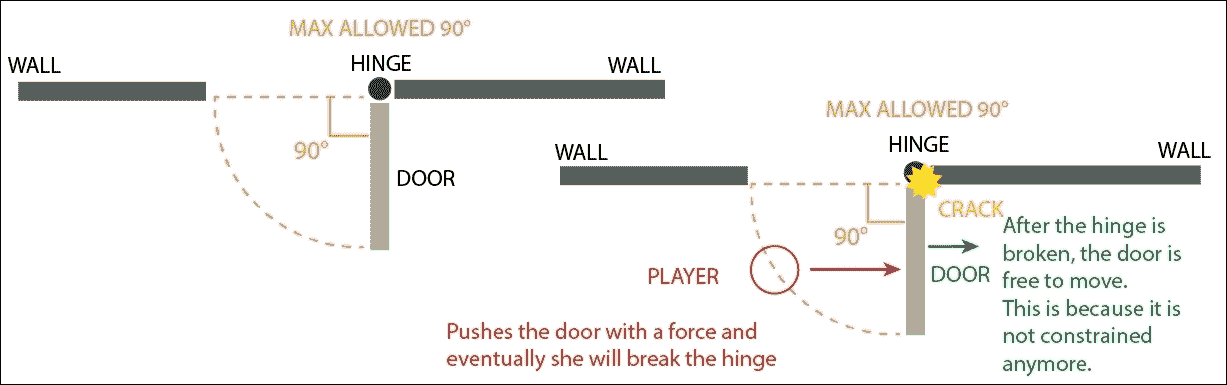 MAX ALLOWED 90°
HINGE
WALL
WALL
90°
DOOR
MAX ALLOWED 90°
HINGE
WALL
WALL
CRACK
90°
PLAYER
DOOR
After the hinge is
broken, the door is
free to move.
This is because it is
not constrained
anymore.
Pushes the door with a force and
eventually she will break the hinge